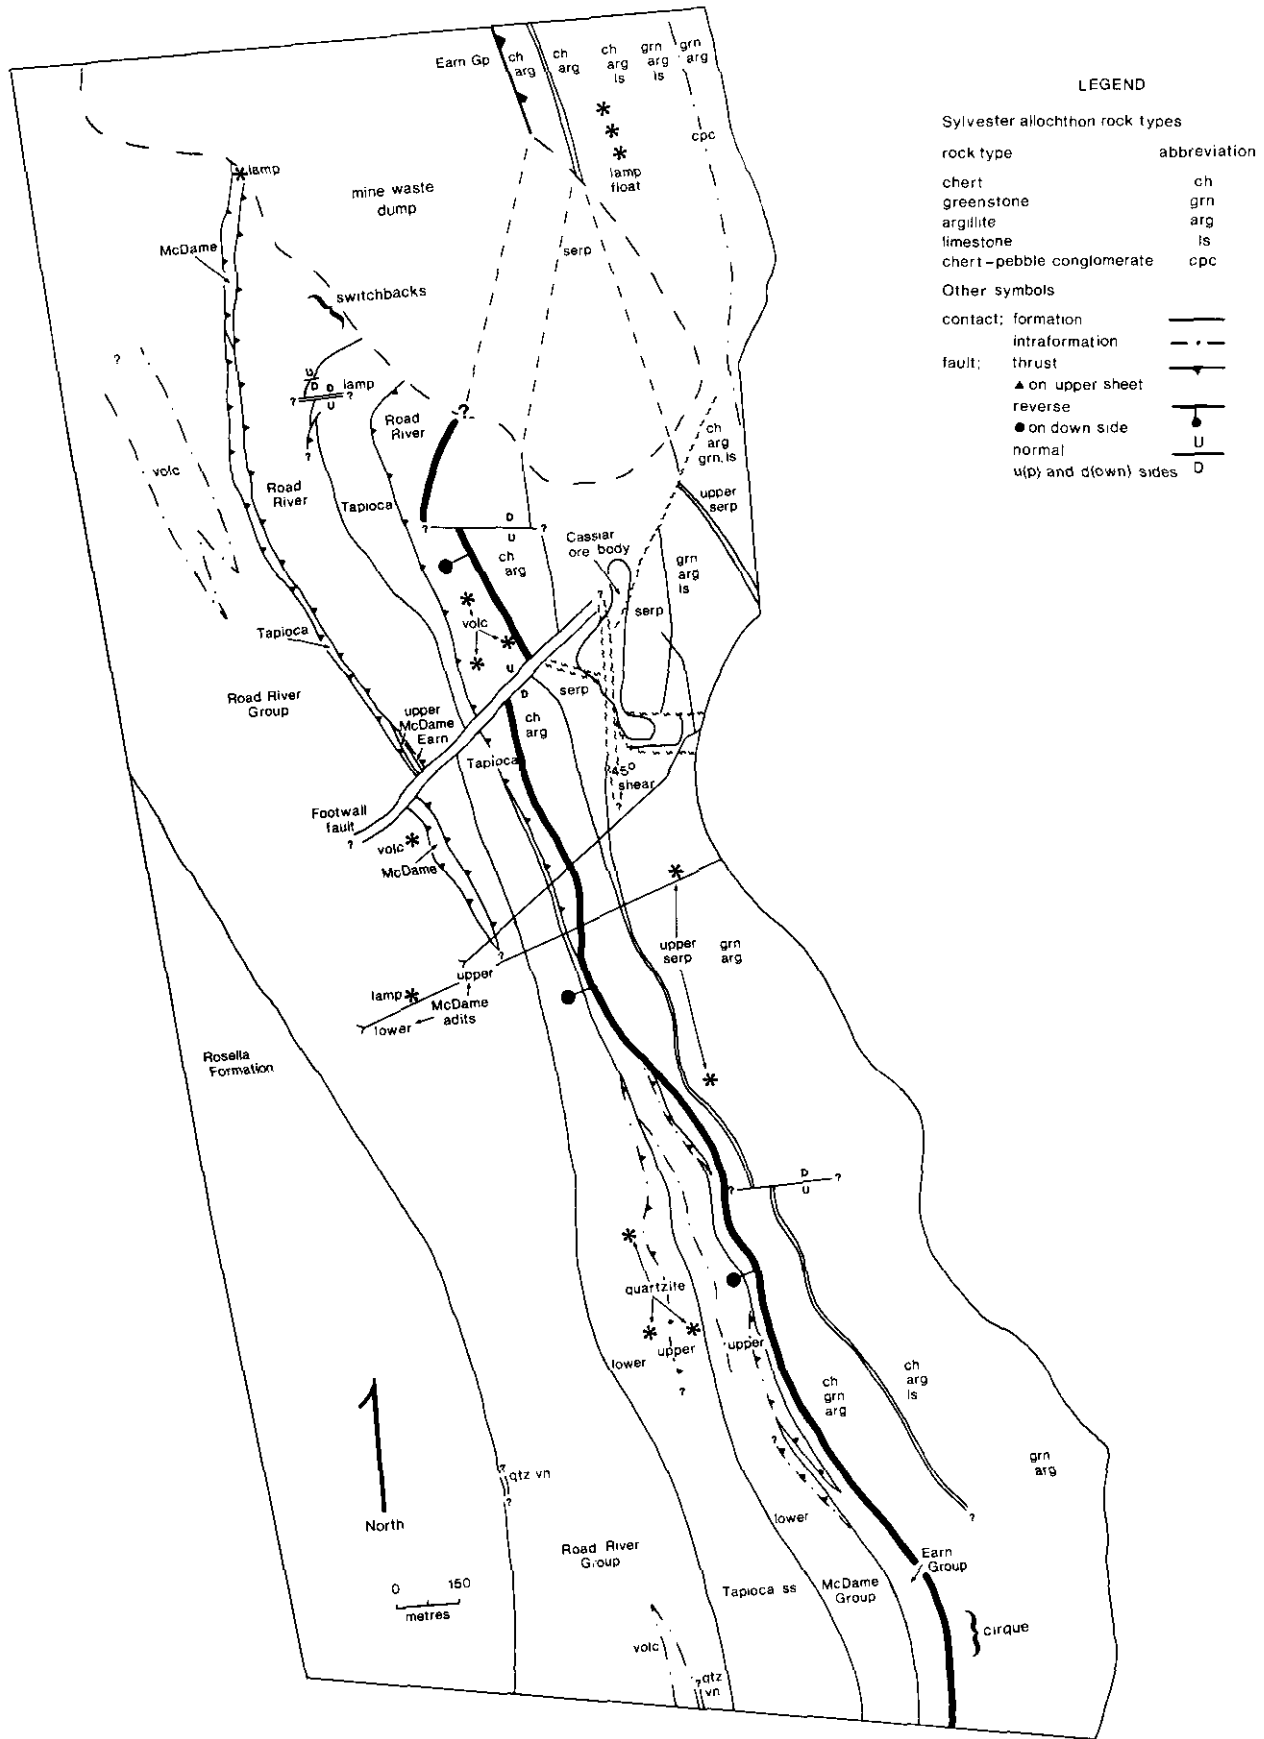 Earn Gp
ch
arg
ch
arg
ch
arg
ls
grn
arg
ls
grn
arg
cpc
lamp
float
lamp
mine waste
dump
McDame
serp
switchbacks
?
U
D
D
U
lamp
?
?
?
Road
River
?
ch
arg
grn, ls
volc
Road
River
Tapioca
upper
serp
?
D
U
?
Cassiar
ore body
ch
arg
grn
arg
ls
?
serp
volc
Tapioca
U
D
serp
Road River
Group
upper
McDame
Earn
ch
arg
Tapioca
45°
shear
?
Footwall
fault
?
volc
McDame
upper
serp
grn
arg
?
upper
lamp
McDame
adits
lower
Rosella
Formation
?
D
U
?
quartzite
lower
upper
upper
?
ch
grn
arg
ch
arg
ls
grn
arg
?
?
qtz vn
?
lower
?
North
Road River
Group
Earn
Group
0 150
metres
Tapioca ss
McDame
Group
cirque
volc
?
qtz
vn
LEGEND
Sylvester allochthon rock types
rock type abbreviation
chert ch
greenstone grn
argillite arg
limestone ls
chert-pebble conglomerate cpc
Other symbols
contact; formation
intraformation
fault; thrust
▲ on upper sheet
reverse
● on down side
normal
U
u(p) and d(own) sides D